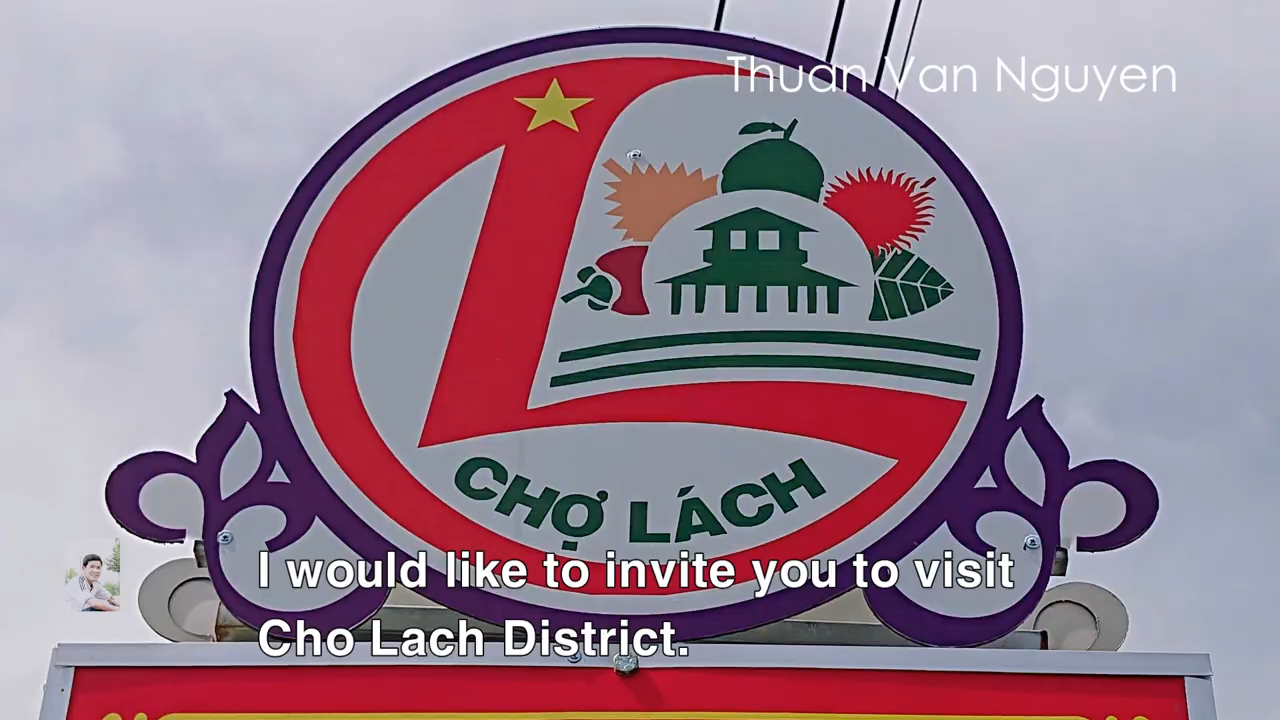 Thuan Van Nguyen
CHỢ LÁCH
I would like to invite you to visit
Cho Lach District.